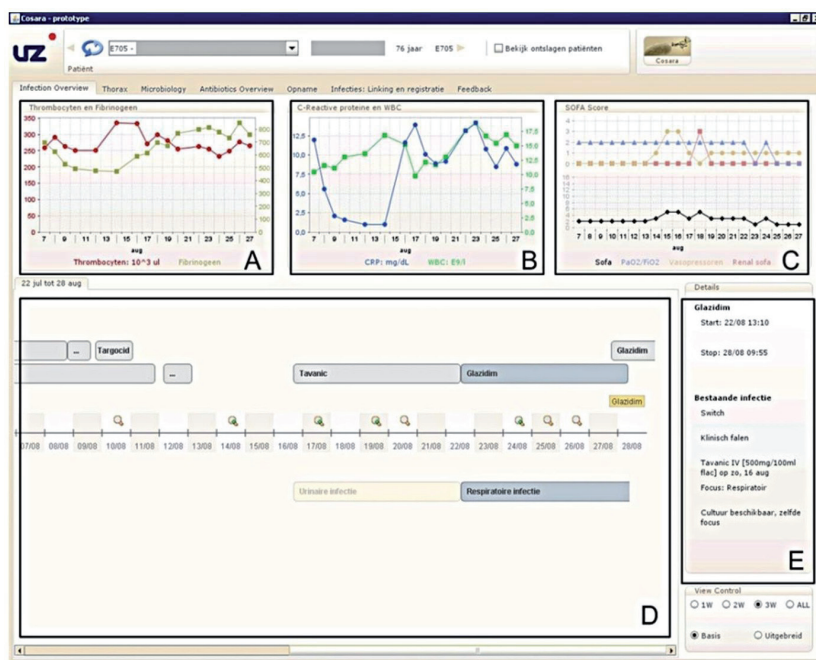 Cosara - prototype
UZ
E705 -
76 jaar E705
Bekijk ontslagen patiënten
Cosara
Patiënt
Infection Overview Thorax Microbiology Antibiotics Overview Opname Infecties: Linking en registratie Feedback
Thrombocyten en Fibrinogeen
350
300
250
200
150
100
50
0
800
700
600
500
400
300
200
100
0
7 9 11 13 15 17 19 21 23 25 27
aug
Thrombocyten: 10^3 ul Fibrinogeen
A
C-Reactive proteine en WBC
12,5
10,0
7,5
5,0
2,5
0,0
17,5
15,0
12,5
10,0
7,5
5,0
2,5
0,0
7 9 11 13 15 17 19 21 23 25 27
aug
CRP: mg/dL WBC: E9/l
B
SOFA Score
4
3
2
1
0
16
14
12
10
8
6
4
2
0
7 8 9 10 11 12 13 14 15 16 17 18 19 20 21 22 23 24 25 26 27
aug
Sofa PaO2/FiO2 Vasopressoren Renal sofa
C
22 jul tot 28 aug
... Targocid Glazidim
... Tavanic Glazidim
Glazidim
07/08 08/08 09/08 10/08 11/08 12/08 13/08 14/08 15/08 16/08 17/08 18/08 19/08 20/08 21/08 22/08 23/08 24/08 25/08 26/08 27/08 28/08
Urinaire infectie Respiratoire infectie
D
Details
Glazidim
Start: 22/08 13:10
Stop: 28/08 09:55
Bestaande infectie
Switch
Klinisch falen
Tavanic IV [500mg/100ml
flac] op zo, 16 aug
Focus: Respiratoir
Cultuur beschikbaar, zelfde
focus
E
View Control
1W 2W 3W ALL
Basis Uitgebreid